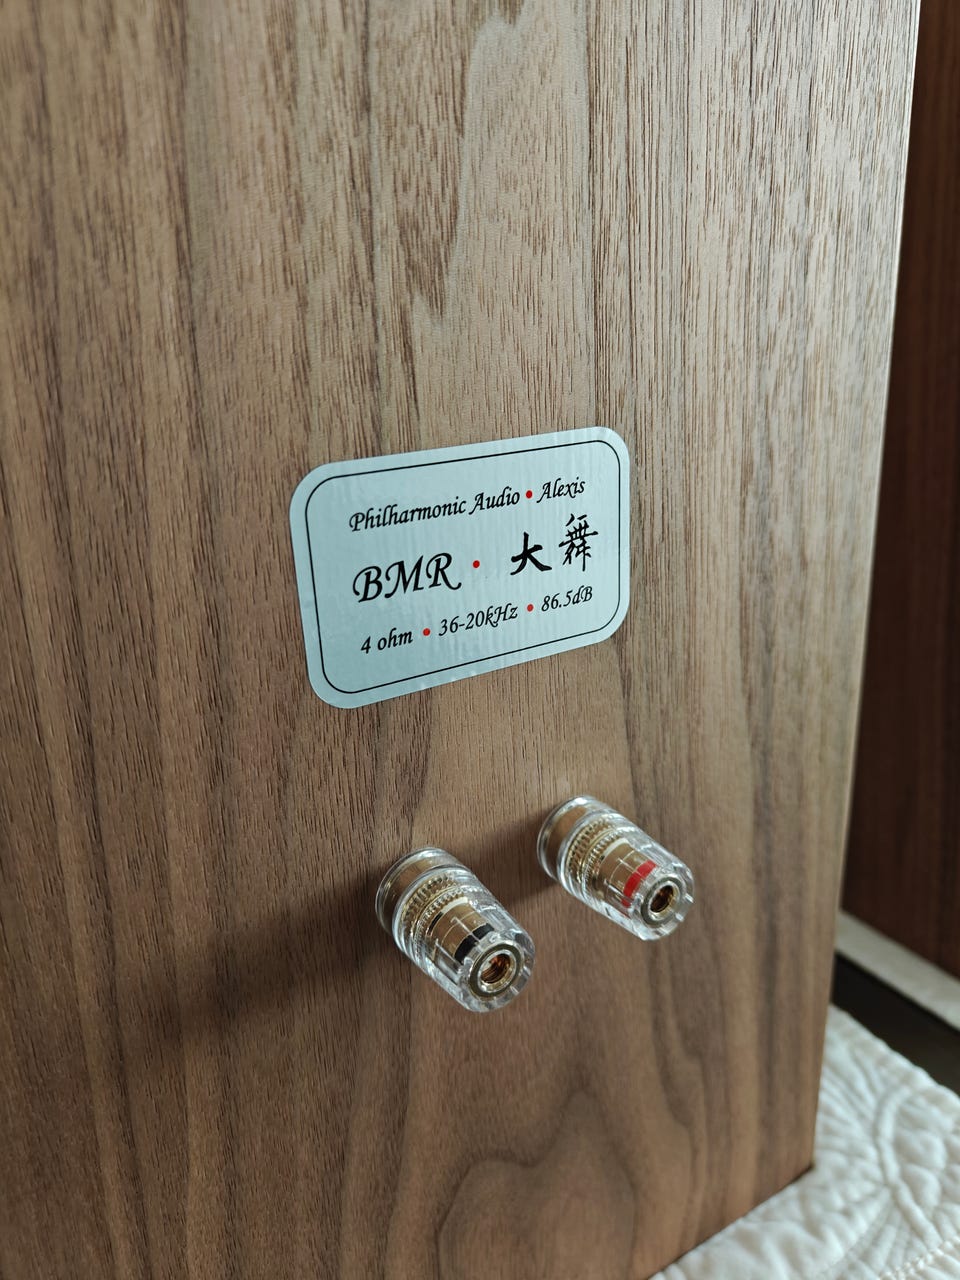 Philharmonic Audio • Alexis
BMR • 大舞
4 ohm • 36-20kHz • 86.5dB